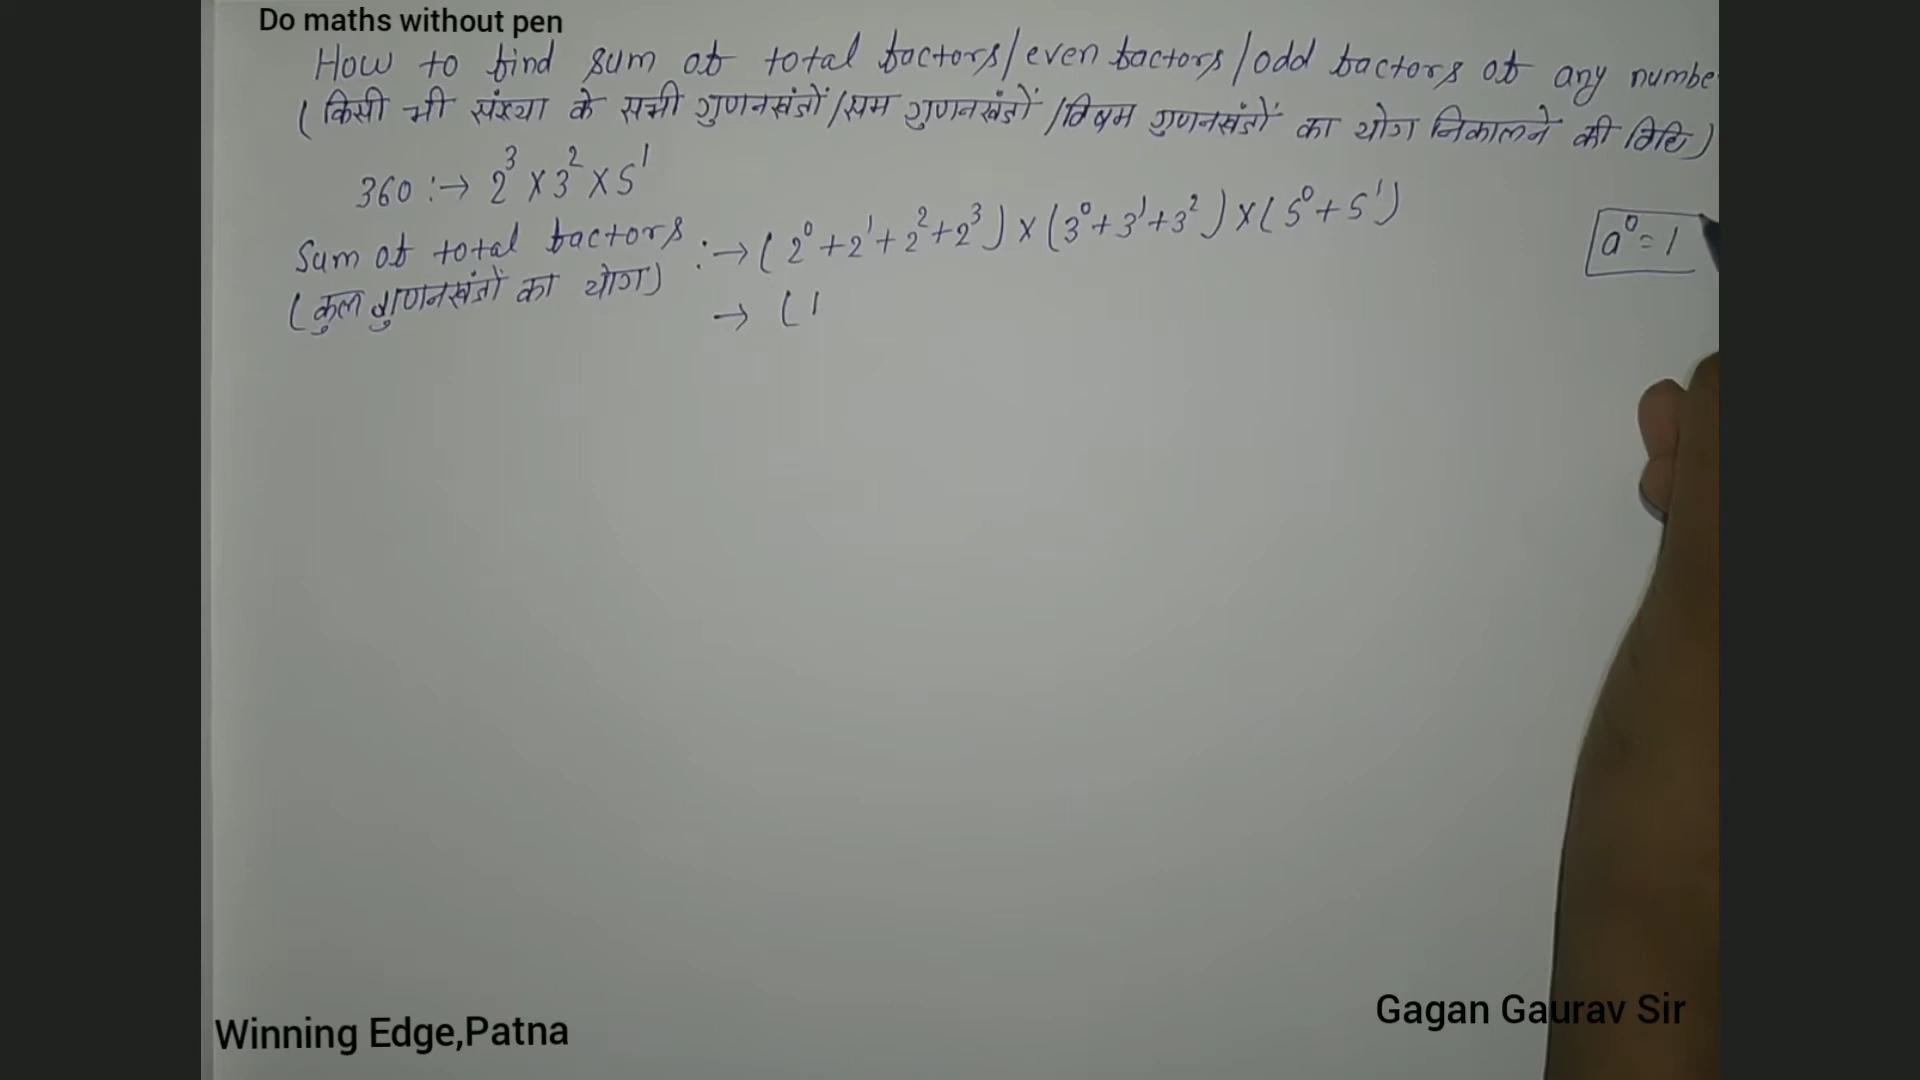 Do maths without pen
How to find sum of total factors/even factors/odd factors of any numbe
(किसी भी संख्या के सभी गुणनखंडों/सम गुणनखंडों/विषम गुणनखंडों का योग निकालने की विधि)
360 :→ 2³ × 3² × 5¹
Sum of total factors :→ (2⁰ + 2¹ + 2² + 2³) × (3⁰ + 3¹ + 3²) × (5⁰ + 5¹)
a⁰ = 1
(कुल गुणनखंडों का योग)
→ (1
Gagan Gaurav Sir
Winning Edge,Patna